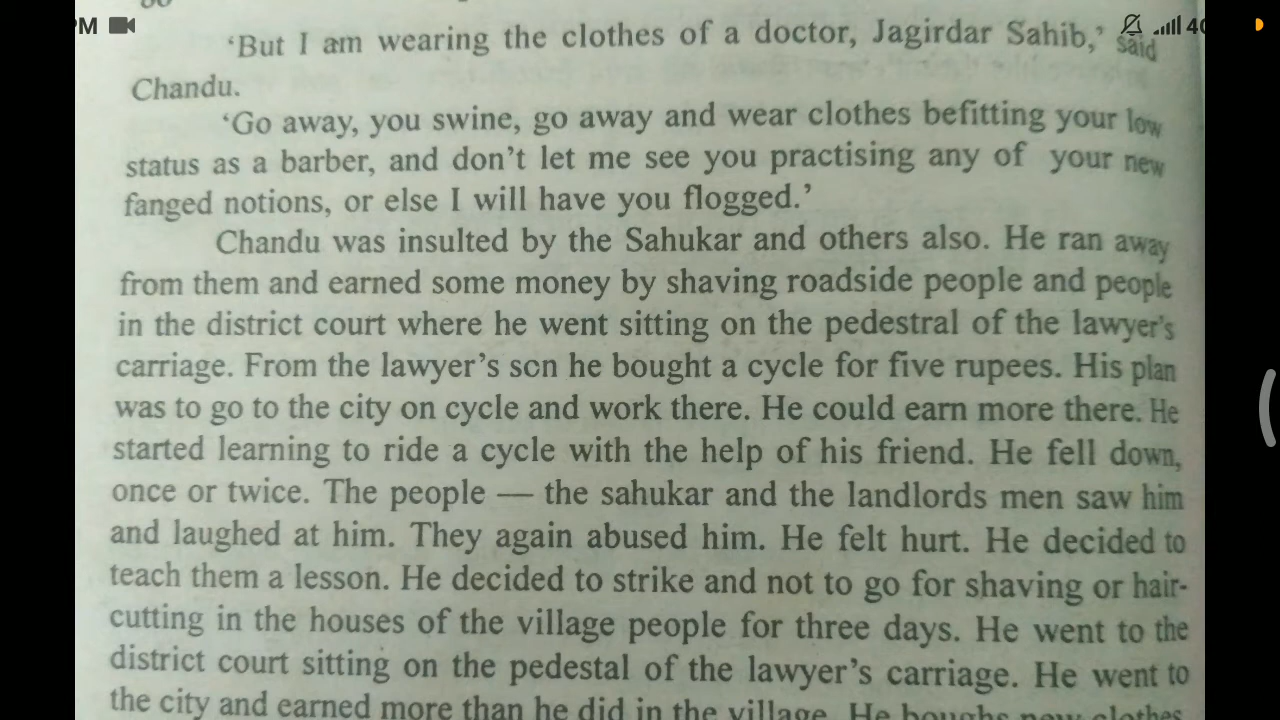 PM
40
'But I am wearing the clothes of a doctor, Jagirdar Sahib,' said
Chandu.
'Go away, you swine, go away and wear clothes befitting your low
status as a barber, and don't let me see you practising any of your new
fanged notions, or else I will have you flogged.'
Chandu was insulted by the Sahukar and others also. He ran away
from them and earned some money by shaving roadside people and people
in the district court where he went sitting on the pedestral of the lawyer's
carriage. From the lawyer's son he bought a cycle for five rupees. His plan
was to go to the city on cycle and work there. He could earn more there. He
started learning to ride a cycle with the help of his friend. He fell down,
once or twice. The people — the sahukar and the landlords men saw him
and laughed at him. They again abused him. He felt hurt. He decided to
teach them a lesson. He decided to strike and not to go for shaving or hair-
cutting in the houses of the village people for three days. He went to the
district court sitting on the pedestal of the lawyer's carriage. He went to
the city and earned more than he did in the village. He boughs new clothes